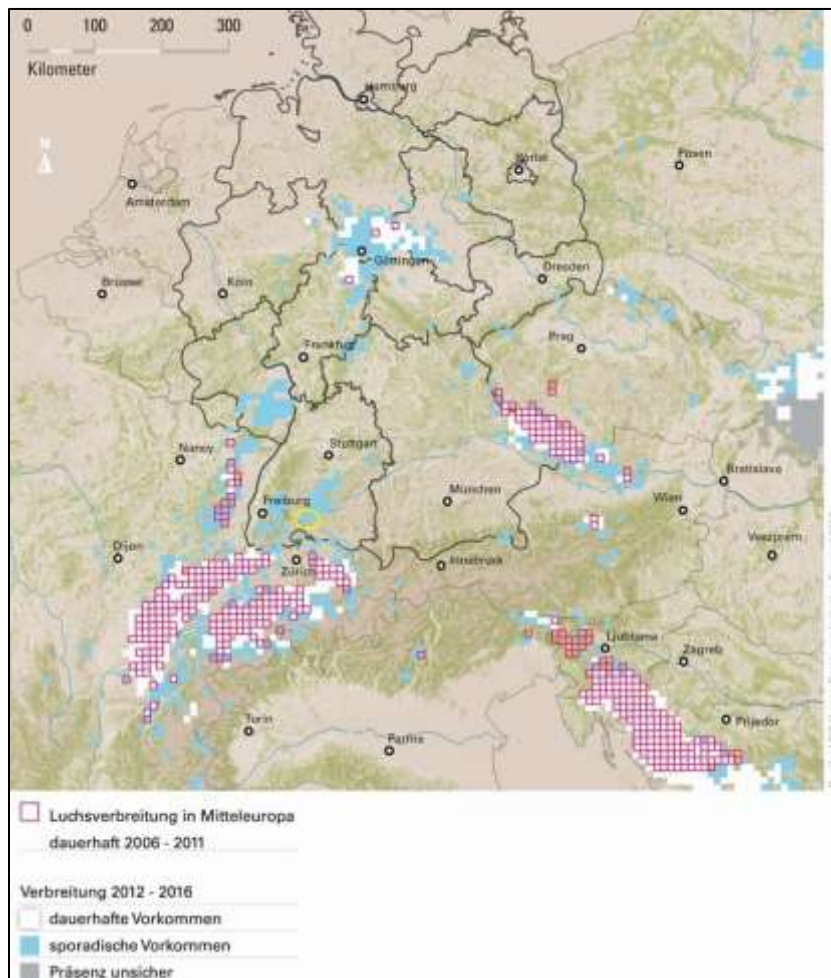 0 100 200 300
Kilometer
N
Hamburg
Berlin
Posen
Amsterdam
Göttingen
Brüssel
Köln
Dresden
Frankfurt
Prag
Nancy
Stuttgart
Bratislava
München
Wien
Freiburg
Dijon
Veszprem
Zürich
Innsbruck
Ljubljana
Zagreb
Turin
Parma
Prijedor
Luchsverbreitung in Mitteleuropa
dauerhaft 2006 - 2011
Verbreitung 2012 - 2016
dauerhafte Vorkommen
sporadische Vorkommen
Präsenz unsicher